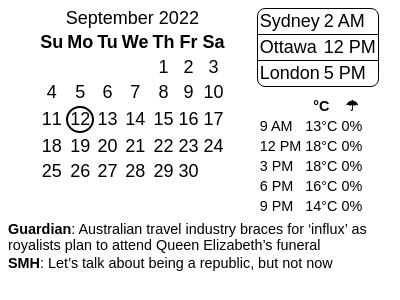 September 2022
Su Mo Tu We Th Fr Sa
1 2 3
4 5 6 7 8 9 10
11 12 13 14 15 16 17
18 19 20 21 22 23 24
25 26 27 28 29 30
Sydney 2 AM
Ottawa 12 PM
London 5 PM
°C ☂
9 AM 13°C 0%
12 PM 18°C 0%
3 PM 18°C 0%
6 PM 16°C 0%
9 PM 14°C 0%
Guardian: Australian travel industry braces for ‘influx’ as
royalists plan to attend Queen Elizabeth’s funeral
SMH: Let’s talk about being a republic, but not now